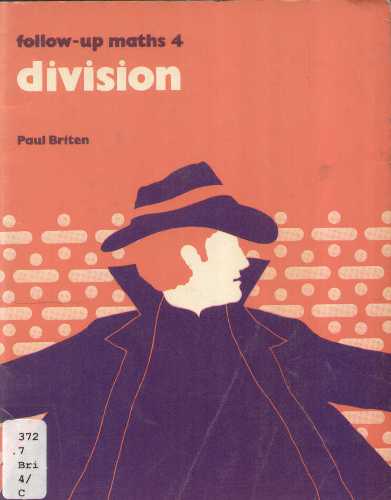 follow-up maths 4
division
Paul Briten
372
.7
Bri
4/
C